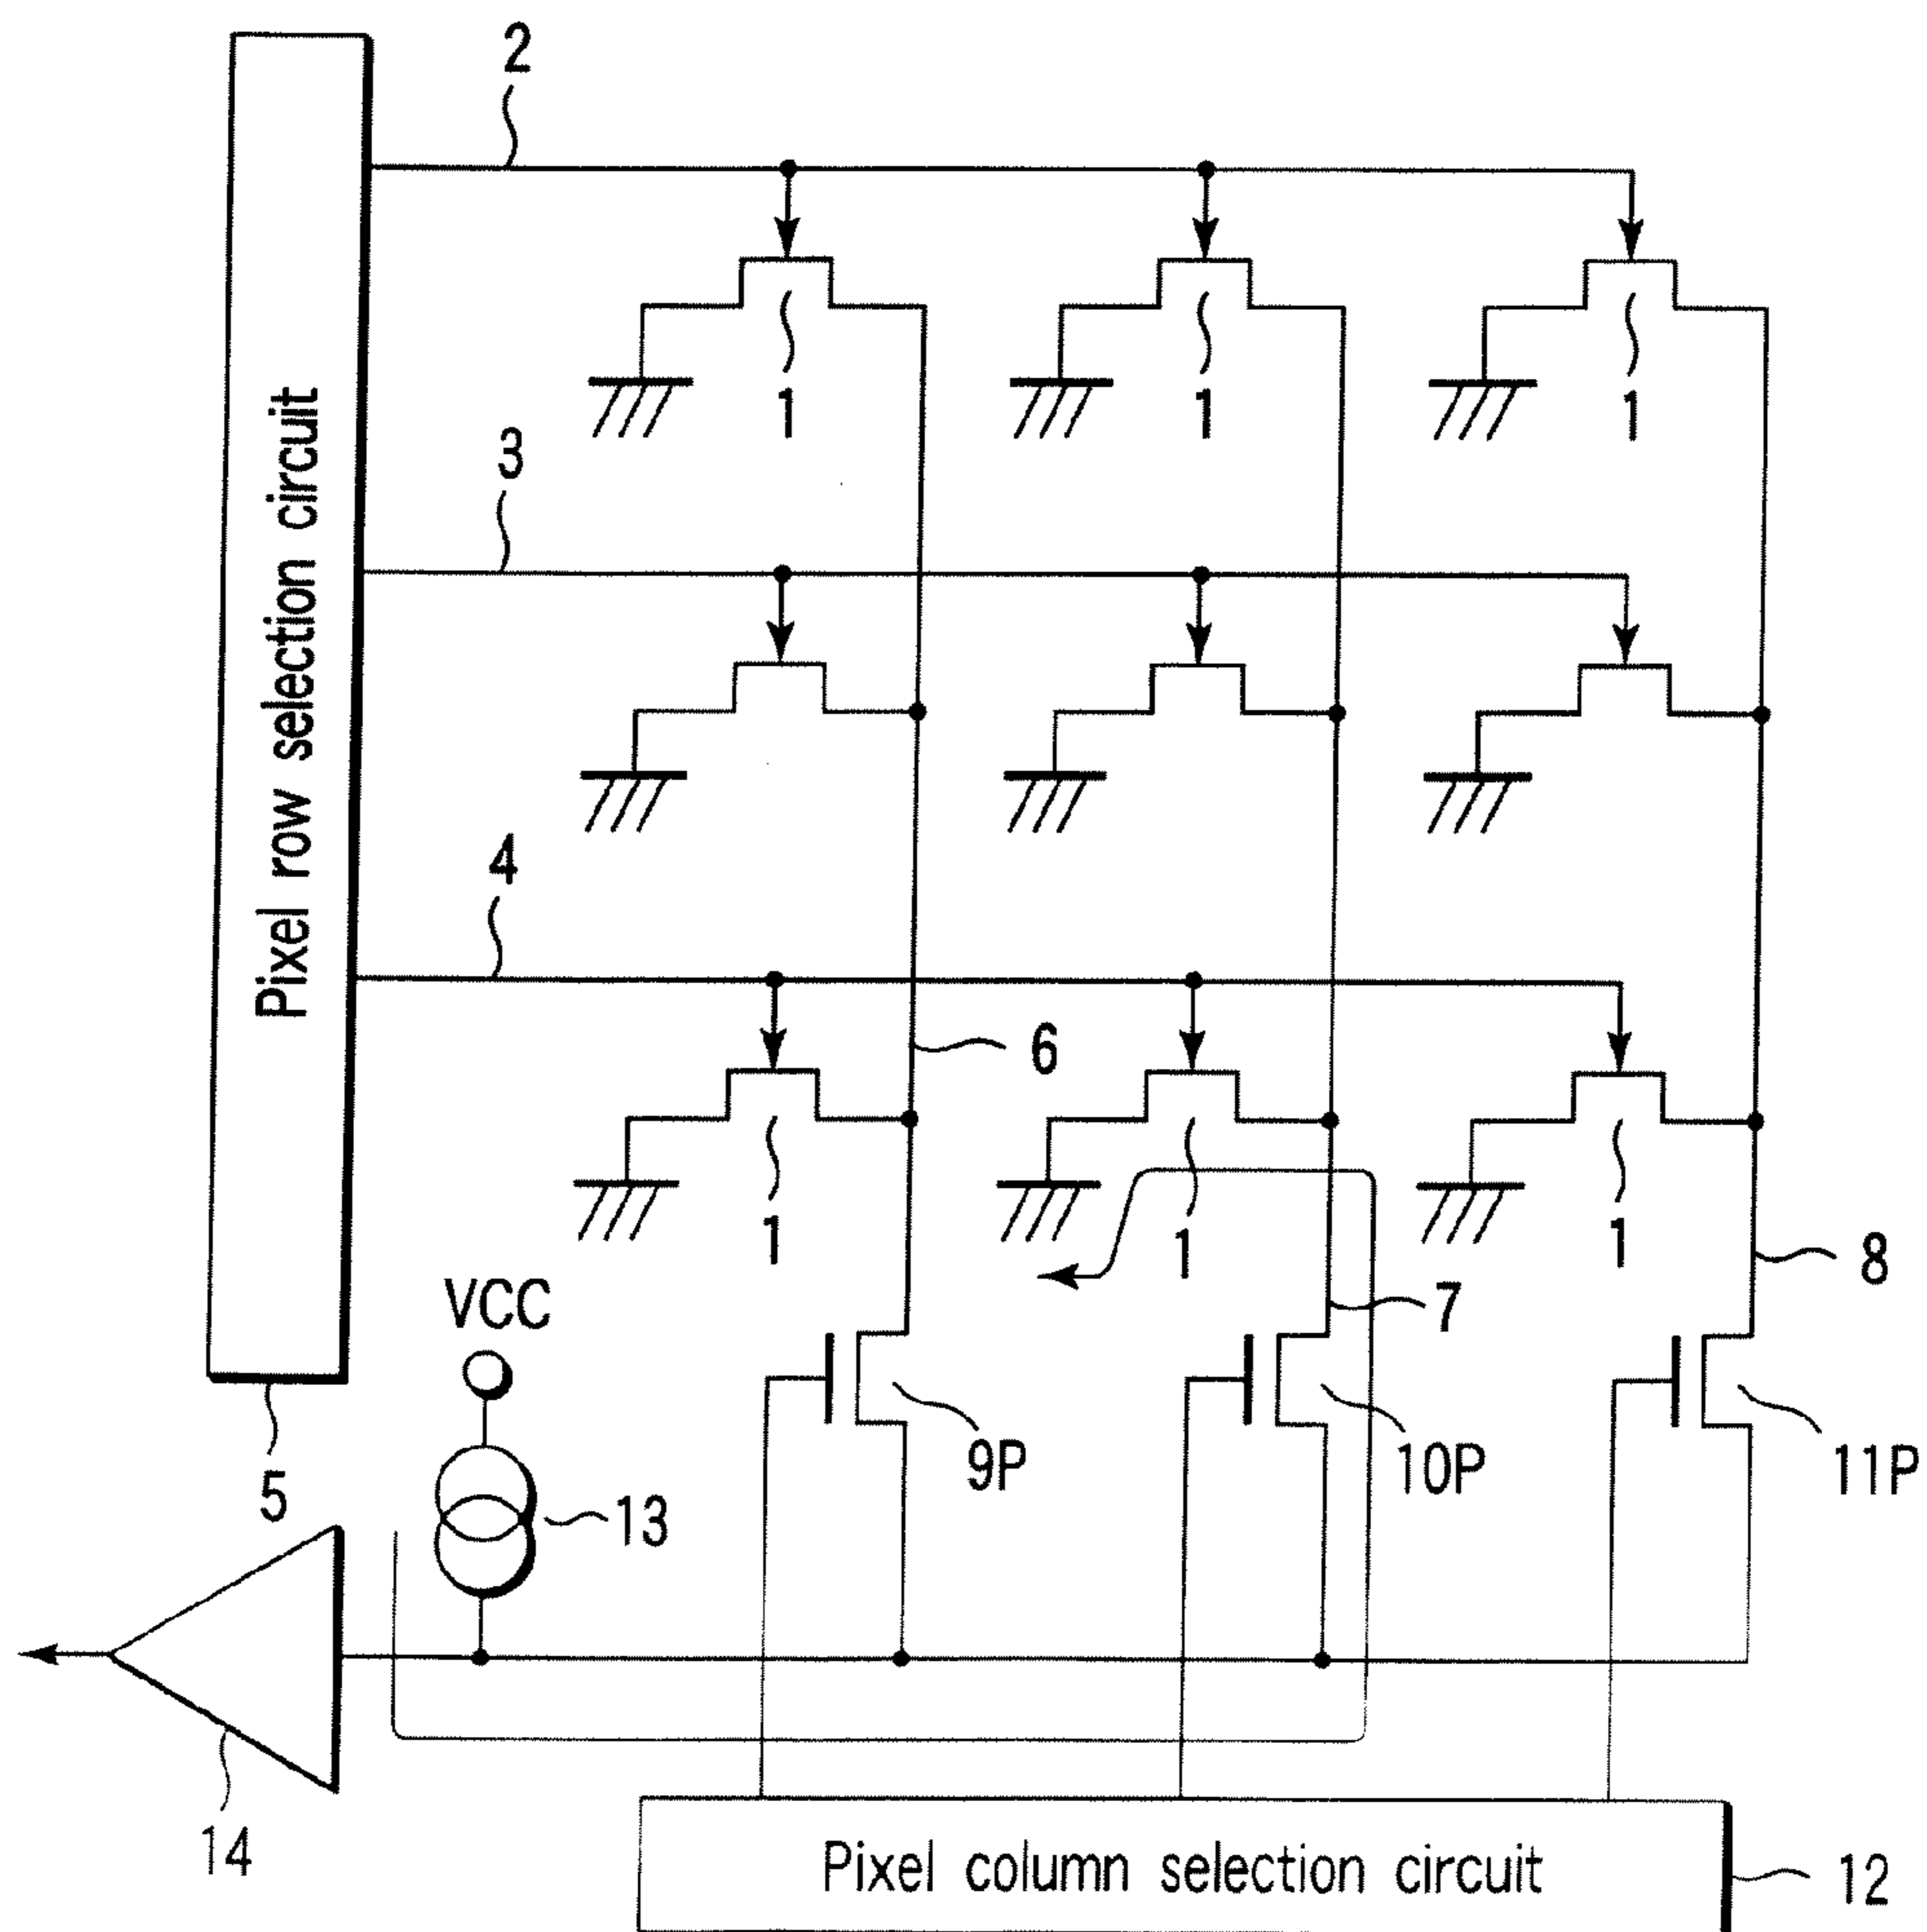 2
1
1
1
3
Pixel row selection circuit
4
6
1
1
1
8
7
VCC
5
13
9P
10P
11P
14
Pixel column selection circuit
12